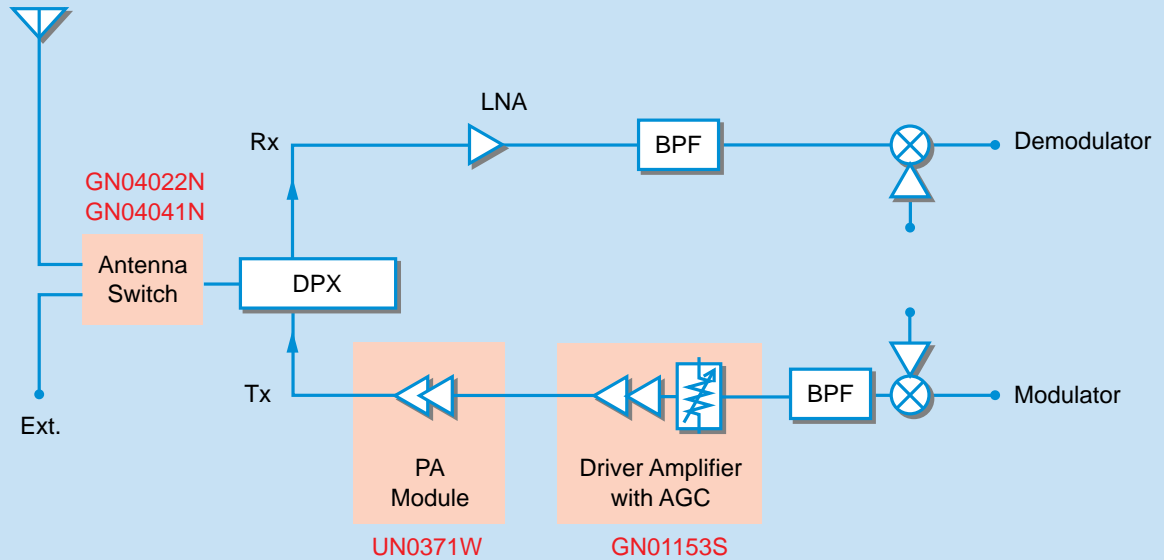 LNA
Rx
BPF
Demodulator
GN04022N
GN04041N
Antenna
Switch
DPX
Tx
BPF
Modulator
Ext.
PA
Module
Driver Amplifier
with AGC
UN0371W
GN01153S